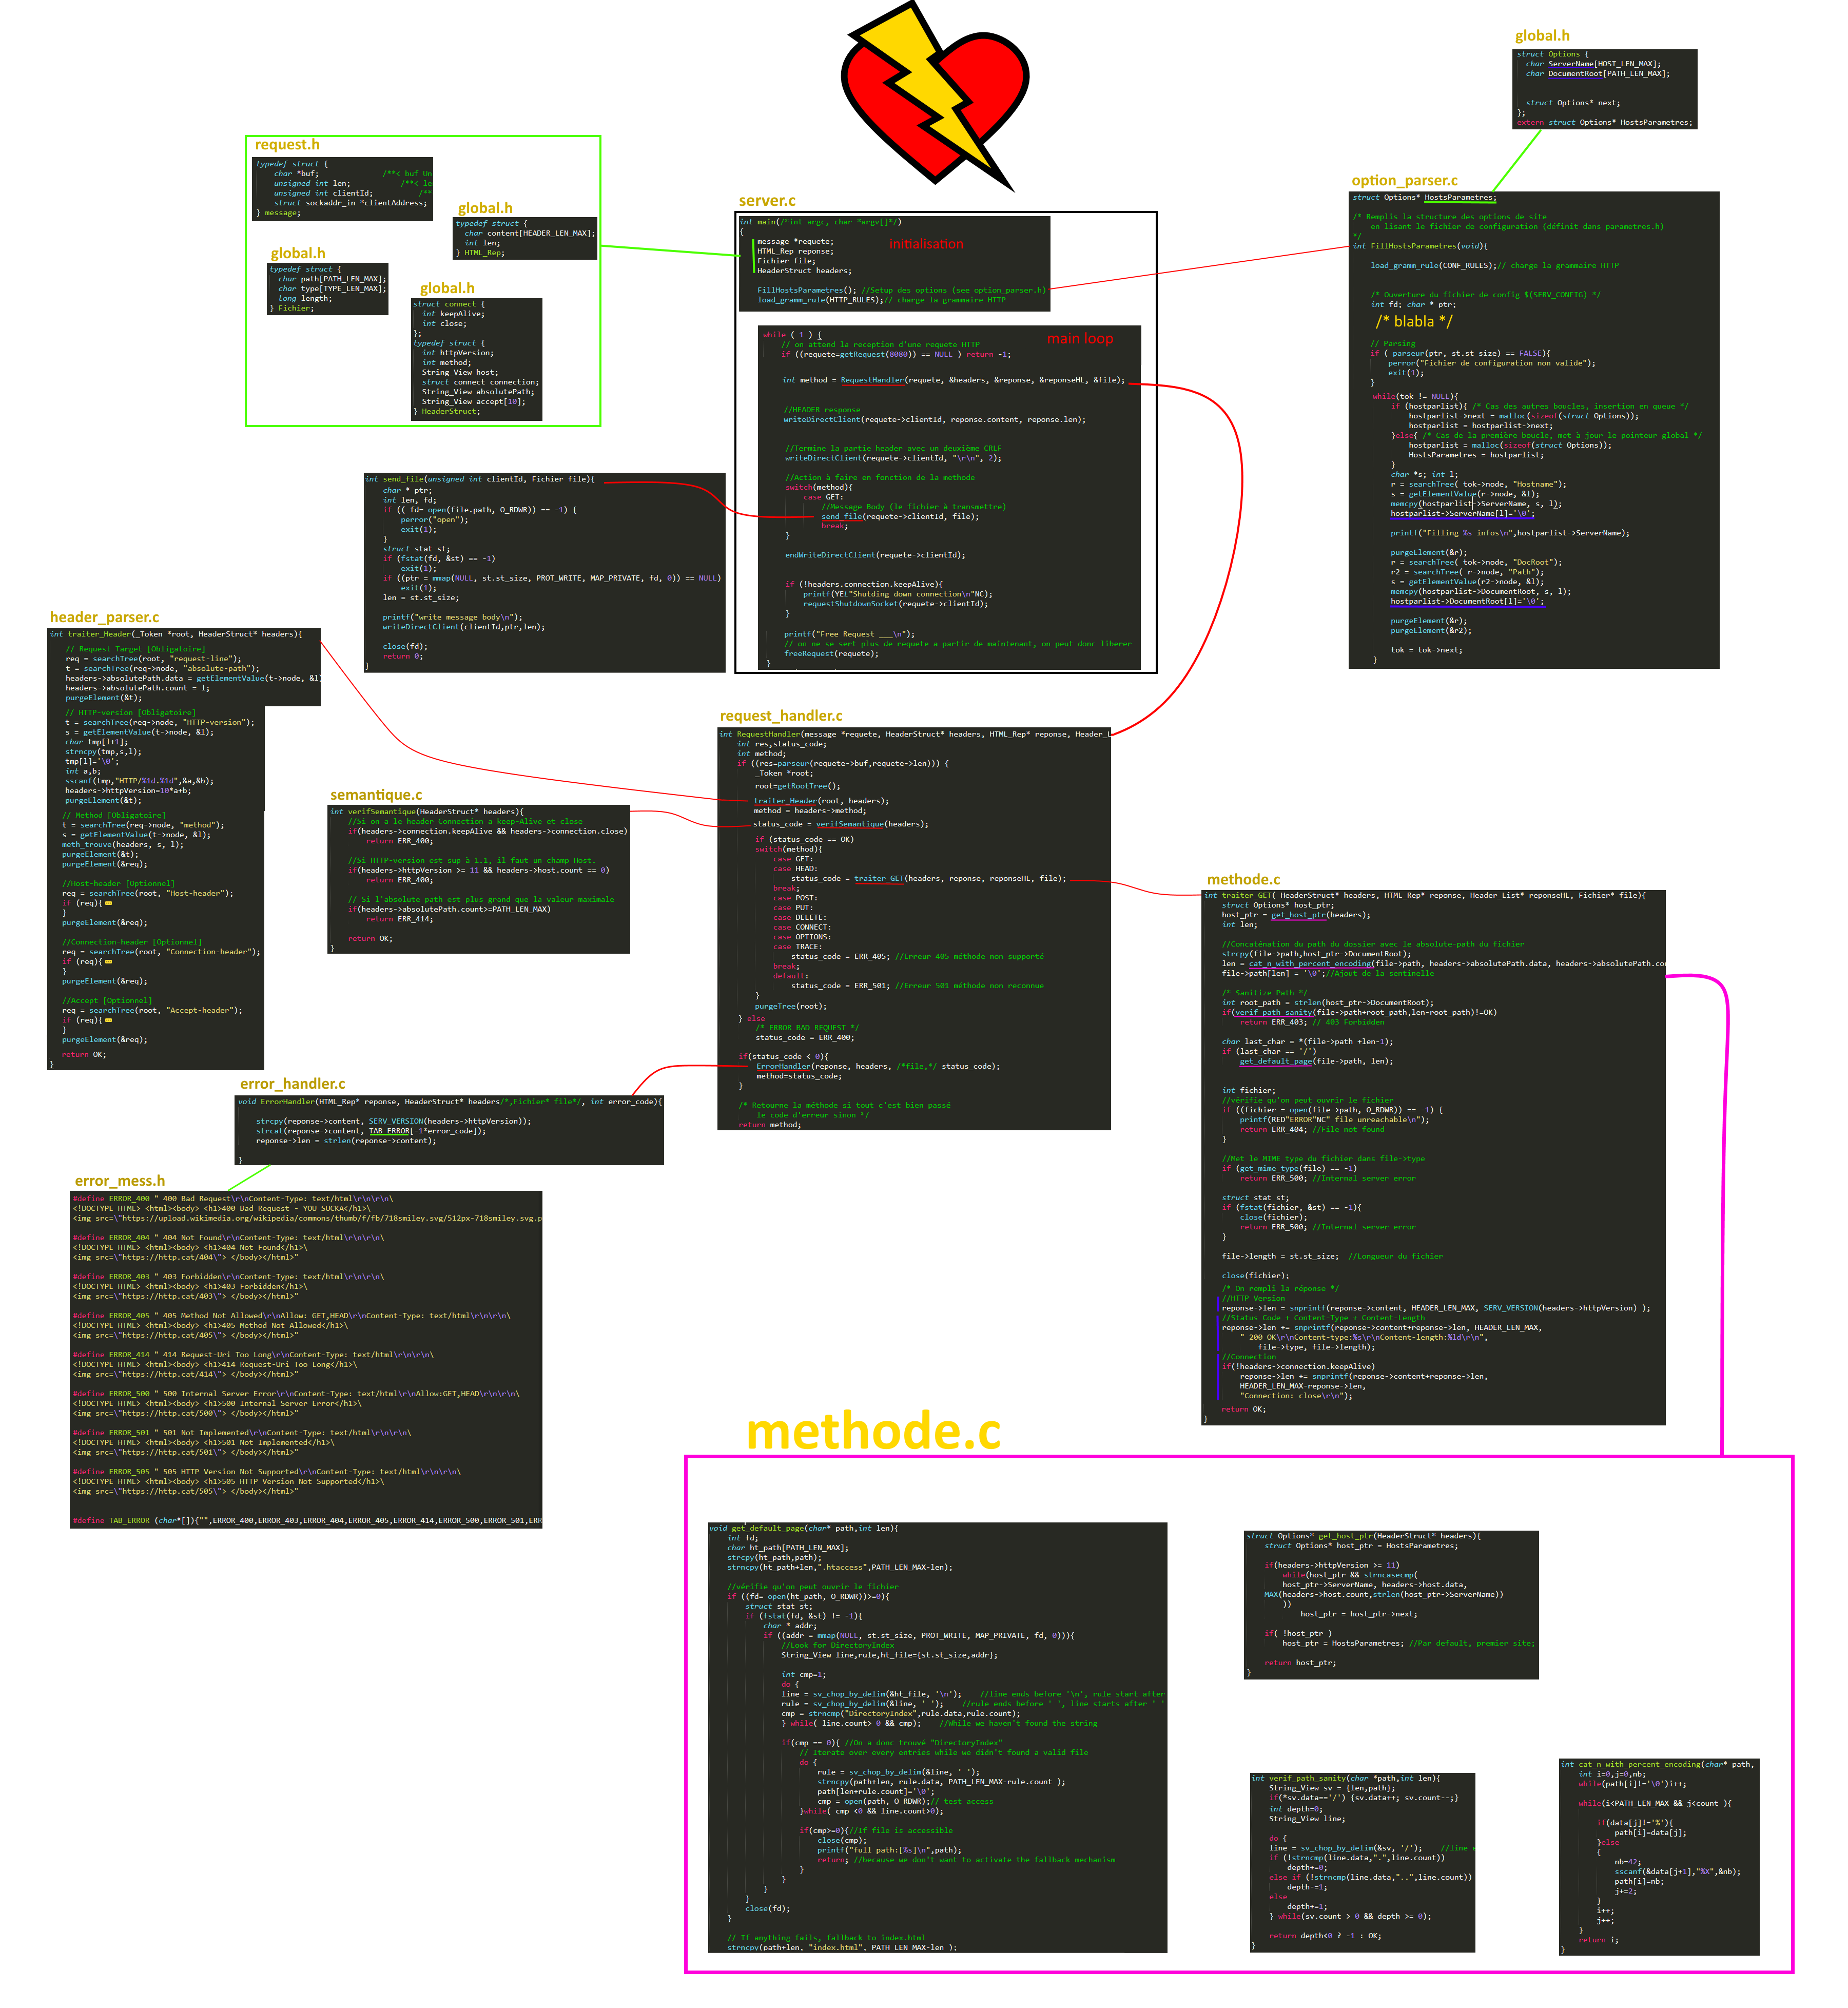 global.h
struct Options {
char ServerName[HOST_LEN_MAX];
char DocumentRoot[PATH_LEN_MAX];
struct Options* next;
};
extern struct Options* HostsParametres;
request.h
typedef struct {
char *buf; /**< buf Un
unsigned int len; /**< le
unsigned int clientId; /**
struct sockaddr_in *clientAddress;
} message;
global.h
typedef struct {
char content[HEADER_LEN_MAX];
int len;
} HTML_Rep;
global.h
typedef struct {
char path[PATH_LEN_MAX];
char type[TYPE_LEN_MAX];
long length;
} Fichier;
global.h
struct connect {
int keepAlive;
int close;
};
typedef struct {
int httpVersion;
int method;
String_View host;
struct connect connection;
String_View absolutePath;
String_View accept[10];
} HeaderStruct;
server.c
int main(/*int argc, char *argv[]*/)
{
message *requete;
HTML_Rep reponse;
Fichier file;
HeaderStruct headers;
initialisation
FillHostsParametres(); //Setup des options (see option_parser.h)
load_gramm_rule(HTTP_RULES);// charge la grammaire HTTP
while ( 1 ) {
main loop
// on attend la reception d'une requete HTTP
if ((requete=getRequest(8080)) == NULL ) return -1;
int method = RequestHandler(requete, &headers, &reponse, &reponseHL, &file);
//HEADER response
writeDirectClient(requete->clientId, reponse.content, reponse.len);
//Termine la partie header avec un deuxième CRLF
writeDirectClient(requete->clientId, "\r\n", 2);
//Action à faire en fonction de la methode
switch(method){
case GET:
//Message Body (le fichier à transmettre)
send_file(requete->clientId, file);
break;
}
endWriteDirectClient(requete->clientId);
if (!headers.connection.keepAlive){
printf(YEL"Shutding down connection\n"NC);
requestShutdownSocket(requete->clientId);
}
printf("Free Request ___\n");
// on ne se sert plus de requete a partir de maintenant, on peut donc liberer
freeRequest(requete);
}
option_parser.c
struct Options* HostsParametres;
/* Remplis la structure des options de site
en lisant le fichier de configuration (définit dans parametres.h)
*/
int FillHostsParametres(void){
load_gramm_rule(CONF_RULES);// charge la grammaire HTTP
/* Ouverture du fichier de config $(SERV_CONFIG) */
int fd; char * ptr;
/* blabla */
// Parsing
if ( parseur(ptr, st.st_size) == FALSE){
perror("Fichier de configuration non valide");
exit(1);
}
while(tok != NULL){
if (hostparlist){ /* Cas des autres boucles, insertion en queue */
hostparlist->next = malloc(sizeof(struct Options));
hostparlist = hostparlist->next;
}else{ /* Cas de la première boucle, met à jour le pointeur global */
hostparlist = malloc(sizeof(struct Options));
HostsParametres = hostparlist;
}
char *s; int l;
r = searchTree( tok->node, "Hostname");
s = getElementValue(r->node, &l);
memcpy(hostparlist->ServerName, s, l);
hostparlist->ServerName[l]='\0';
printf("Filling %s infos\n",hostparlist->ServerName);
purgeElement(&r);
r = searchTree( tok->node, "DocRoot");
r2 = searchTree( r->node, "Path");
s = getElementValue(r2->node, &l);
memcpy(hostparlist->DocumentRoot, s, l);
hostparlist->DocumentRoot[l]='\0';
purgeElement(&r);
purgeElement(&r2);
tok = tok->next;
}
int send_file(unsigned int clientId, Fichier file){
char * ptr;
int len, fd;
if (( fd= open(file.path, O_RDWR)) == -1) {
perror("open");
exit(1);
}
struct stat st;
if (fstat(fd, &st) == -1)
exit(1);
if ((ptr = mmap(NULL, st.st_size, PROT_WRITE, MAP_PRIVATE, fd, 0)) == NULL)
exit(1);
len = st.st_size;
printf("write message body\n");
writeDirectClient(clientId,ptr,len);
close(fd);
return 0;
}
header_parser.c
int traiter_Header(_Token *root, HeaderStruct* headers){
// Request Target [Obligatoire]
req = searchTree(root, "request-line");
t = searchTree(req->node, "absolute-path");
headers->absolutePath.data = getElementValue(t->node, &l)
headers->absolutePath.count = l;
purgeElement(&t);
// HTTP-version [Obligatoire]
t = searchTree(req->node, "HTTP-version");
s = getElementValue(t->node, &l);
char tmp[l+1];
strncpy(tmp,s,l);
tmp[l]='\0';
int a,b;
sscanf(tmp,"HTTP/%1d.%1d",&a,&b);
headers->httpVersion=10*a+b;
purgeElement(&t);
// Method [Obligatoire]
t = searchTree(req->node, "method");
s = getElementValue(t->node, &l);
meth_trouve(headers, s, l);
purgeElement(&t);
purgeElement(&req);
//Host-header [Optionnel]
req = searchTree(root, "Host-header");
if (req){
}
purgeElement(&req);
//Connection-header [Optionnel]
req = searchTree(root, "Connection-header");
if (req){
}
purgeElement(&req);
//Accept [Optionnel]
req = searchTree(root, "Accept-header");
if (req){
}
purgeElement(&req);
return OK;
}
semantique.c
int verifSemantique(HeaderStruct* headers){
//Si on a le header Connection a keep-Alive et close
if(headers->connection.keepAlive && headers->connection.close)
return ERR_400;
//Si HTTP-version est sup à 1.1, il faut un champ Host.
if(headers->httpVersion >= 11 && headers->host.count == 0)
return ERR_400;
// Si l'absolute path est plus grand que la valeur maximale
if(headers->absolutePath.count>=PATH_LEN_MAX)
return ERR_414;
return OK;
}
request_handler.c
int RequestHandler(message *requete, HeaderStruct* headers, HTML_Rep* reponse, Header_L
int res,status_code;
int method;
if ((res=parseur(requete->buf,requete->len))) {
_Token *root;
root=getRootTree();
traiter_Header(root, headers);
method = headers->method;
status_code = verifSemantique(headers);
if (status_code == OK)
switch(method){
case GET:
case HEAD:
status_code = traiter_GET(headers, reponse, reponseHL, file);
break;
case POST:
case PUT:
case DELETE:
case CONNECT:
case OPTIONS:
case TRACE:
status_code = ERR_405; //Erreur 405 méthode non supporté
break;
default:
status_code = ERR_501; //Erreur 501 méthode non reconnue
}
purgeTree(root);
} else
/* ERROR BAD REQUEST */
status_code = ERR_400;
if(status_code < 0){
ErrorHandler(reponse, headers, /*file,*/ status_code);
method=status_code;
}
/* Retourne la méthode si tout c'est bien passé
le code d'erreur sinon */
return method;
methode.c
int traiter_GET( HeaderStruct* headers, HTML_Rep* reponse, Header_List* reponseHL, Fichier* file){
struct Options* host_ptr;
host_ptr = get_host_ptr(headers);
int len;
//Concaténation du path du dossier avec le absolute-path du fichier
strcpy(file->path,host_ptr->DocumentRoot);
len = cat_n_with_percent_encoding(file->path, headers->absolutePath.data, headers->absolutePath.co
file->path[len] = '\0';//Ajout de la sentinelle
/* Sanitize Path */
int root_path = strlen(host_ptr->DocumentRoot);
if(verif_path_sanity(file->path+root_path,len-root_path)!=OK)
return ERR_403; // 403 Forbidden
char last_char = *(file->path +len-1);
if (last_char == '/')
get_default_page(file->path, len);
int fichier;
//vérifie qu'on peut ouvrir le fichier
if ((fichier = open(file->path, O_RDWR)) == -1) {
printf(RED"ERROR"NC" file unreachable\n");
return ERR_404; //File not found
}
//Met le MIME type du fichier dans file->type
if (get_mime_type(file) == -1)
return ERR_500; //Internal server error
struct stat st;
if (fstat(fichier, &st) == -1){
close(fichier);
return ERR_500; //Internal server error
}
file->length = st.st_size; //Longueur du fichier
close(fichier);
/* On rempli la réponse */
//HTTP Version
reponse->len = snprintf(reponse->content, HEADER_LEN_MAX, SERV_VERSION(headers->httpVersion) );
//Status Code + Content-Type + Content-Length
reponse->len += snprintf(reponse->content+reponse->len, HEADER_LEN_MAX,
" 200 OK\r\nContent-type:%s\r\nContent-length:%ld\r\n",
file->type, file->length);
//Connection
if(!headers->connection.keepAlive)
reponse->len += snprintf(reponse->content+reponse->len,
HEADER_LEN_MAX-reponse->len,
"Connection: close\r\n");
return OK;
}
error_handler.c
void ErrorHandler(HTML_Rep* reponse, HeaderStruct* headers/*,Fichier* file*/, int error_code){
strcpy(reponse->content, SERV_VERSION(headers->httpVersion));
strcat(reponse->content, TAB_ERROR[-1*error_code]);
reponse->len = strlen(reponse->content);
}
error_mess.h
#define ERROR_400 " 400 Bad Request\r\nContent-Type: text/html\r\n\r\n\
<!DOCTYPE HTML> <html><body> <h1>400 Bad Request - YOU SUCKA</h1>\
<img src=\"https://upload.wikimedia.org/wikipedia/commons/thumb/f/fb/718smiley.svg/512px-718smiley.svg.p
#define ERROR_404 " 404 Not Found\r\nContent-Type: text/html\r\n\r\n\
<!DOCTYPE HTML> <html><body> <h1>404 Not Found</h1>\
<img src=\"https://http.cat/404\"> </body></html>"
#define ERROR_403 " 403 Forbidden\r\nContent-Type: text/html\r\n\r\n\
<!DOCTYPE HTML> <html><body> <h1>403 Forbidden</h1>\
<img src=\"https://http.cat/403\"> </body></html>"
#define ERROR_405 " 405 Method Not Allowed\r\nAllow: GET,HEAD\r\nContent-Type: text/html\r\n\r\n\
<!DOCTYPE HTML> <html><body> <h1>405 Method Not Allowed</h1>\
<img src=\"https://http.cat/405\"> </body></html>"
#define ERROR_414 " 414 Request-Uri Too Long\r\nContent-Type: text/html\r\n\r\n\
<!DOCTYPE HTML> <html><body> <h1>414 Request-Uri Too Long</h1>\
<img src=\"https://http.cat/414\"> </body></html>"
#define ERROR_500 " 500 Internal Server Error\r\nContent-Type: text/html\r\nAllow:GET,HEAD\r\n\r\n\
<!DOCTYPE HTML> <html><body> <h1>500 Internal Server Error</h1>\
<img src=\"https://http.cat/500\"> </body></html>"
#define ERROR_501 " 501 Not Implemented\r\nContent-Type: text/html\r\n\r\n\
<!DOCTYPE HTML> <html><body> <h1>501 Not Implemented</h1>\
<img src=\"https://http.cat/501\"> </body></html>"
#define ERROR_505 " 505 HTTP Version Not Supported\r\nContent-Type: text/html\r\n\r\n\
<!DOCTYPE HTML> <html><body> <h1>505 HTTP Version Not Supported</h1>\
<img src=\"https://http.cat/505\"> </body></html>"
#define TAB_ERROR (char*[]){"",ERROR_400,ERROR_403,ERROR_404,ERROR_405,ERROR_414,ERROR_500,ERROR_501,ERR
methode.c
void get_default_page(char* path,int len){
int fd;
char ht_path[PATH_LEN_MAX];
strcpy(ht_path,path);
strncpy(ht_path+len,".htaccess",PATH_LEN_MAX-len);
//vérifie qu'on peut ouvrir le fichier
if ((fd= open(ht_path, O_RDWR))>=0){
struct stat st;
if (fstat(fd, &st) != -1){
char * addr;
if ((addr = mmap(NULL, st.st_size, PROT_WRITE, MAP_PRIVATE, fd, 0))){
//Look for DirectoryIndex
String_View line,rule,ht_file={st.st_size,addr};
int cmp=1;
do {
line = sv_chop_by_delim(&ht_file, '\n'); //line ends before '\n', rule start after
rule = sv_chop_by_delim(&line, ' '); //rule ends before ' ', line starts after ' '
cmp = strncmp("DirectoryIndex",rule.data,rule.count);
} while( line.count> 0 && cmp); //While we haven't found the string
if(cmp == 0){ //On a donc trouvé "DirectoryIndex"
// Iterate over every entries while we didn't found a valid file
do {
rule = sv_chop_by_delim(&line, ' ');
strncpy(path+len, rule.data, PATH_LEN_MAX-rule.count );
path[len+rule.count]='\0';
cmp = open(path, O_RDWR);// test access
}while( cmp <0 && line.count>0);
if(cmp>=0){//If file is accessible
close(cmp);
printf("full path:[%s]\n",path);
return; //because we don't want to activate the fallback mechanism
}
}
}
}
close(fd);
}
// If anything fails, fallback to index.html
strncpy(path+len, "index.html", PATH_LEN_MAX-len );
struct Options* get_host_ptr(HeaderStruct* headers){
struct Options* host_ptr = HostsParametres;
if(headers->httpVersion >= 11)
while(host_ptr && strncasecmp(
host_ptr->ServerName, headers->host.data,
MAX(headers->host.count,strlen(host_ptr->ServerName))
))
host_ptr = host_ptr->next;
if( !host_ptr )
host_ptr = HostsParametres; //Par default, premier site;
return host_ptr;
}
int verif_path_sanity(char *path,int len){
String_View sv = {len,path};
if(*sv.data=='/') {sv.data++; sv.count--;}
int depth=0;
String_View line;
do {
line = sv_chop_by_delim(&sv, '/'); //line e
if (!strncmp(line.data,".",line.count))
depth+=0;
else if (!strncmp(line.data,"..",line.count))
depth-=1;
else
depth+=1;
} while(sv.count > 0 && depth >= 0);
return depth<0 ? -1 : OK;
}
int cat_n_with_percent_encoding(char* path,
int i=0,j=0,nb;
while(path[i]!='\0')i++;
while(i<PATH_LEN_MAX && j<count ){
if(data[j]!='%'){
path[i]=data[j];
}else
{
nb=42;
sscanf(&data[j+1],"%X",&nb);
path[i]=nb;
j+=2;
}
i++;
j++;
}
return i;
}